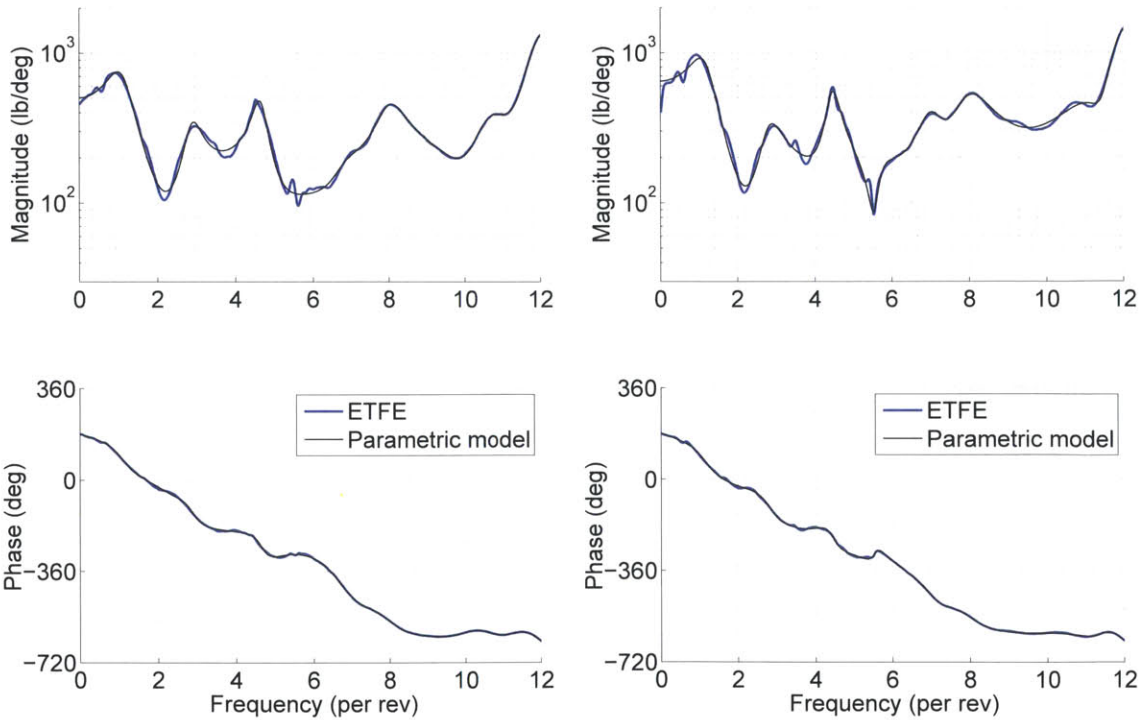 10³
10²
Magnitude (lb/deg)
0 2 4 6 8 10 12
10³
10²
Magnitude (lb/deg)
0 2 4 6 8 10 12
360
0
−360
−720
Phase (deg)
ETFE
Parametric model
0 2 4 6 8 10 12
Frequency (per rev)
360
0
−360
−720
Phase (deg)
ETFE
Parametric model
0 2 4 6 8 10 12
Frequency (per rev)